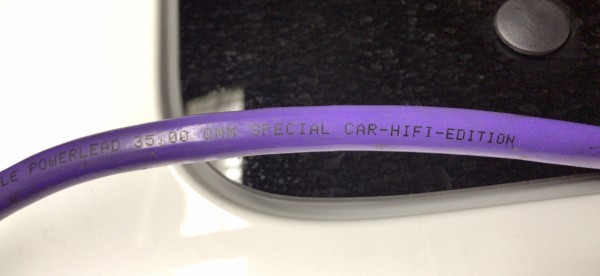 LE POWERLEAD 35,00 QMM SPECIAL CAR-HIFI-EDITION